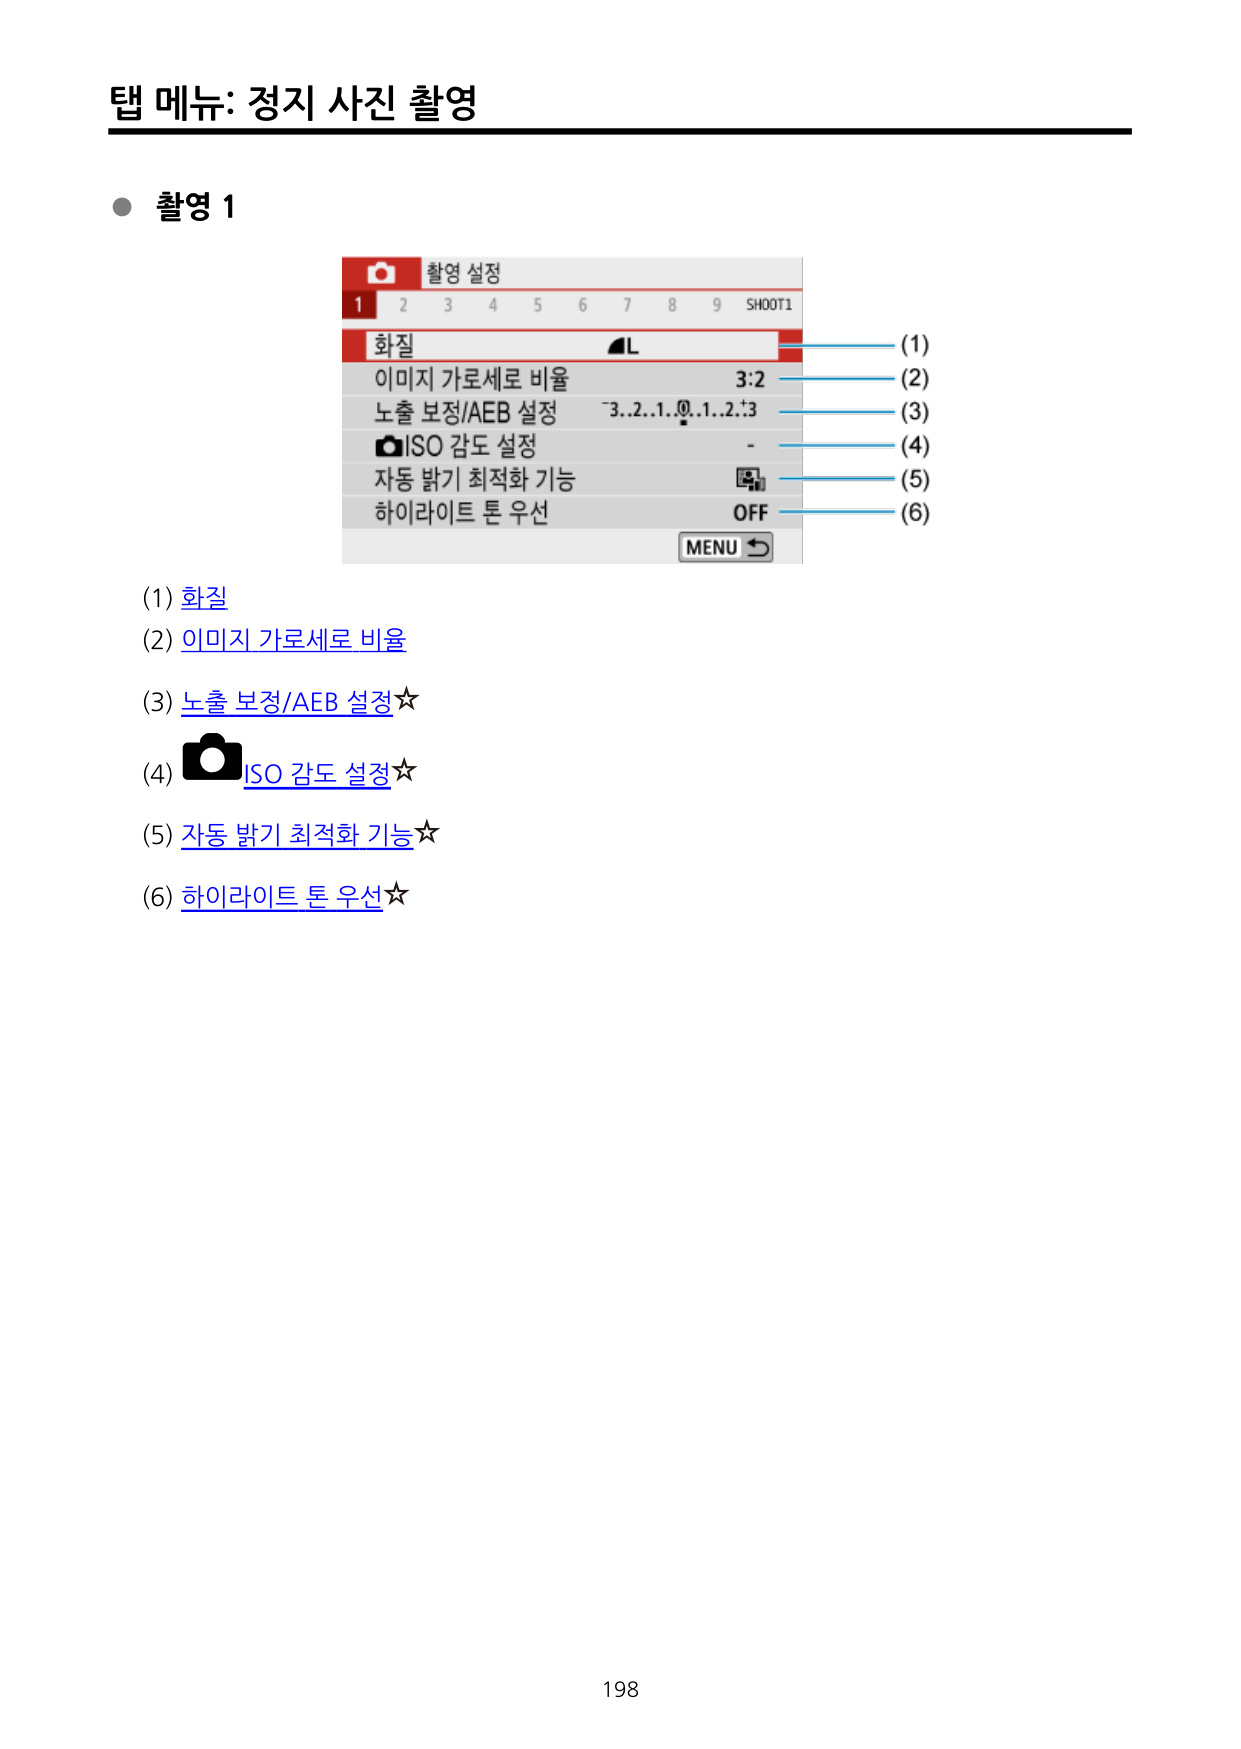 탭 메뉴: 정지 사진 촬영
● 촬영 1
촬영 설정
1 2 3 4 5 6 7 8 9 SHOOT1
화질 L (1)
이미지 가로세로 비율 3:2 (2)
노출 보정/AEB 설정 ⁻3..2..1..0..1..2.⁺3 (3)
ISO 감도 설정 - (4)
자동 밝기 최적화 기능 (5)
하이라이트 톤 우선 OFF (6)
MENU
(1) 화질
(2) 이미지 가로세로 비율
(3) 노출 보정/AEB 설정☆
(4) ISO 감도 설정☆
(5) 자동 밝기 최적화 기능☆
(6) 하이라이트 톤 우선☆
198